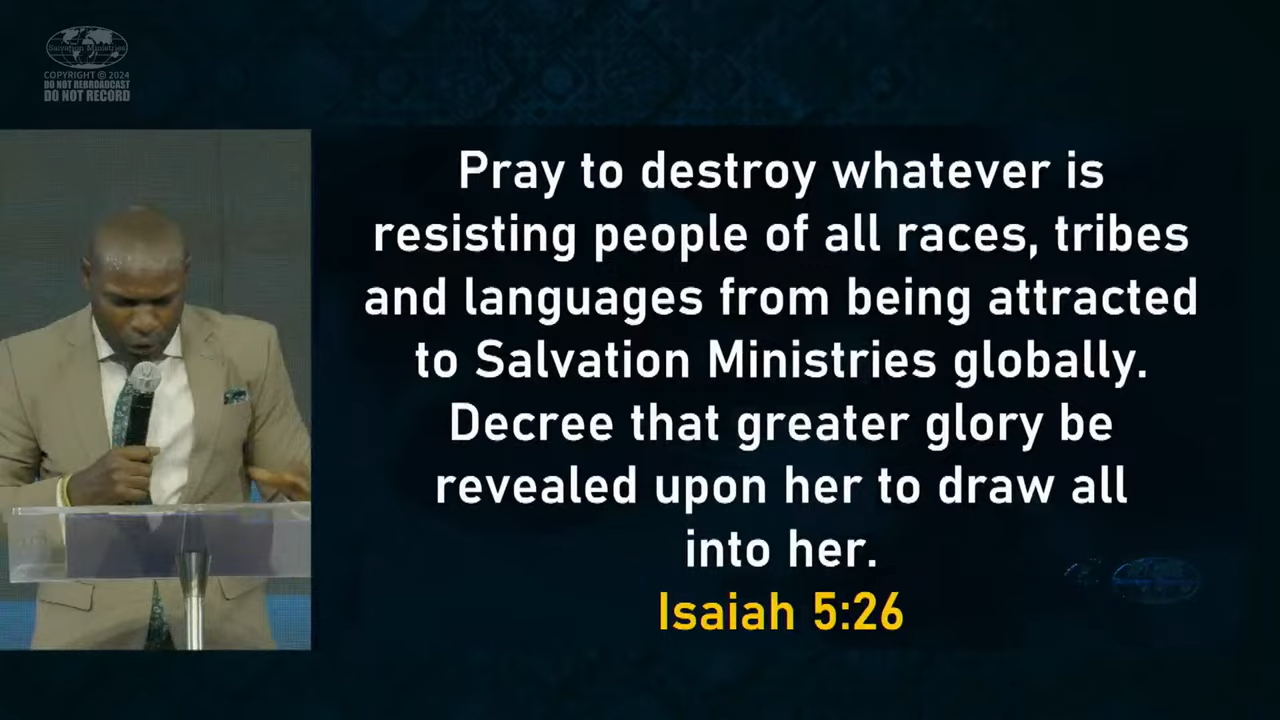 Salvation Ministries
COPYRIGHT © 2024
DO NOT REBROADCAST
DO NOT RECORD
Pray to destroy whatever is
resisting people of all races, tribes
and languages from being attracted
to Salvation Ministries globally.
Decree that greater glory be
revealed upon her to draw all
into her.
Isaiah 5:26